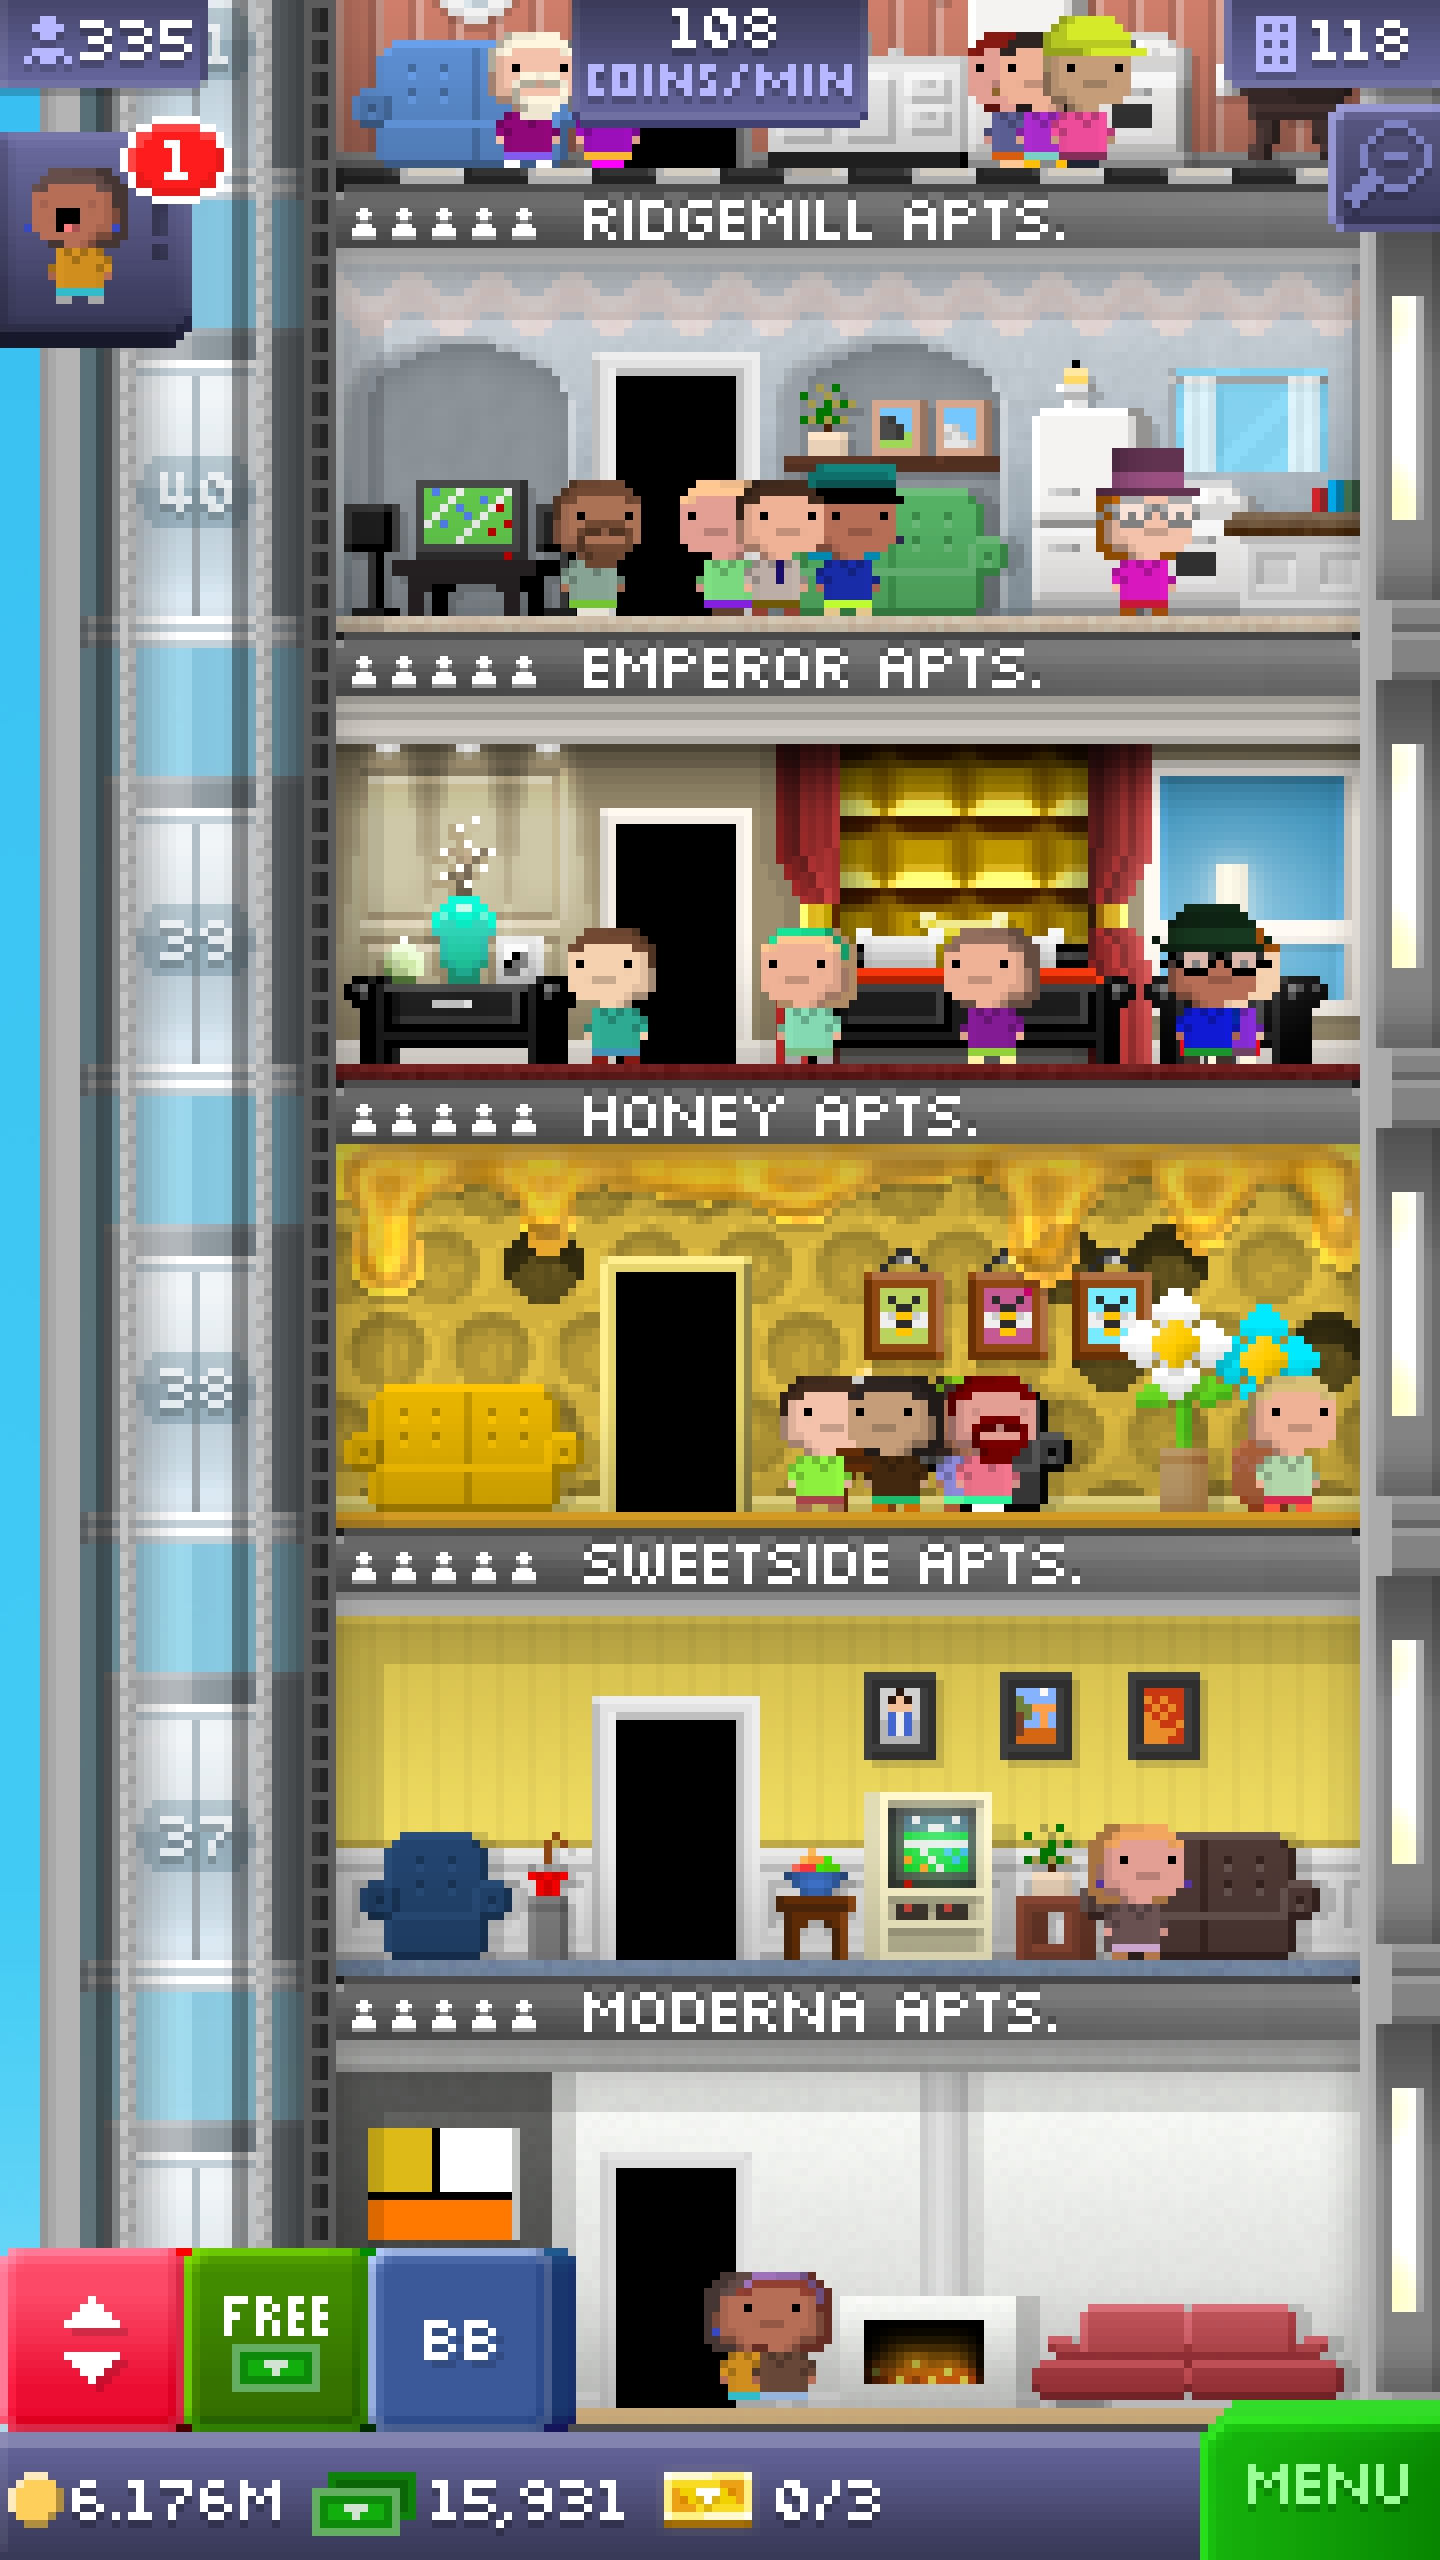 335
108
COINS/MIN
118
1
RIDGEMILL APTS.
40
EMPEROR APTS.
39
HONEY APTS.
38
SWEETSIDE APTS.
37
MODERNA APTS.
FREE
BB
6.176M
15,931
0/3
MENU